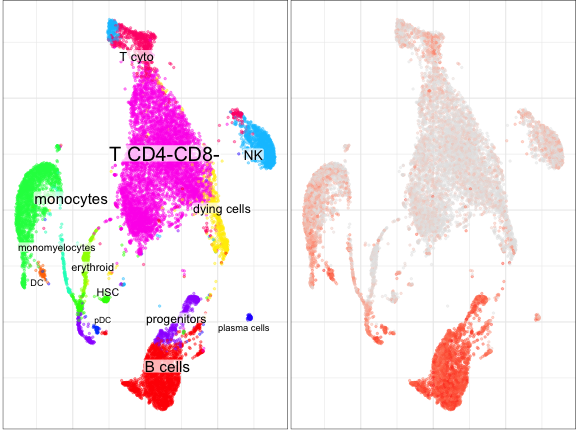 T cyto
T CD4-CD8-
NK
monocytes
dying cells
monomyelocytes
erythroid
DC
HSC
pDC
progenitors
plasma cells
B cells